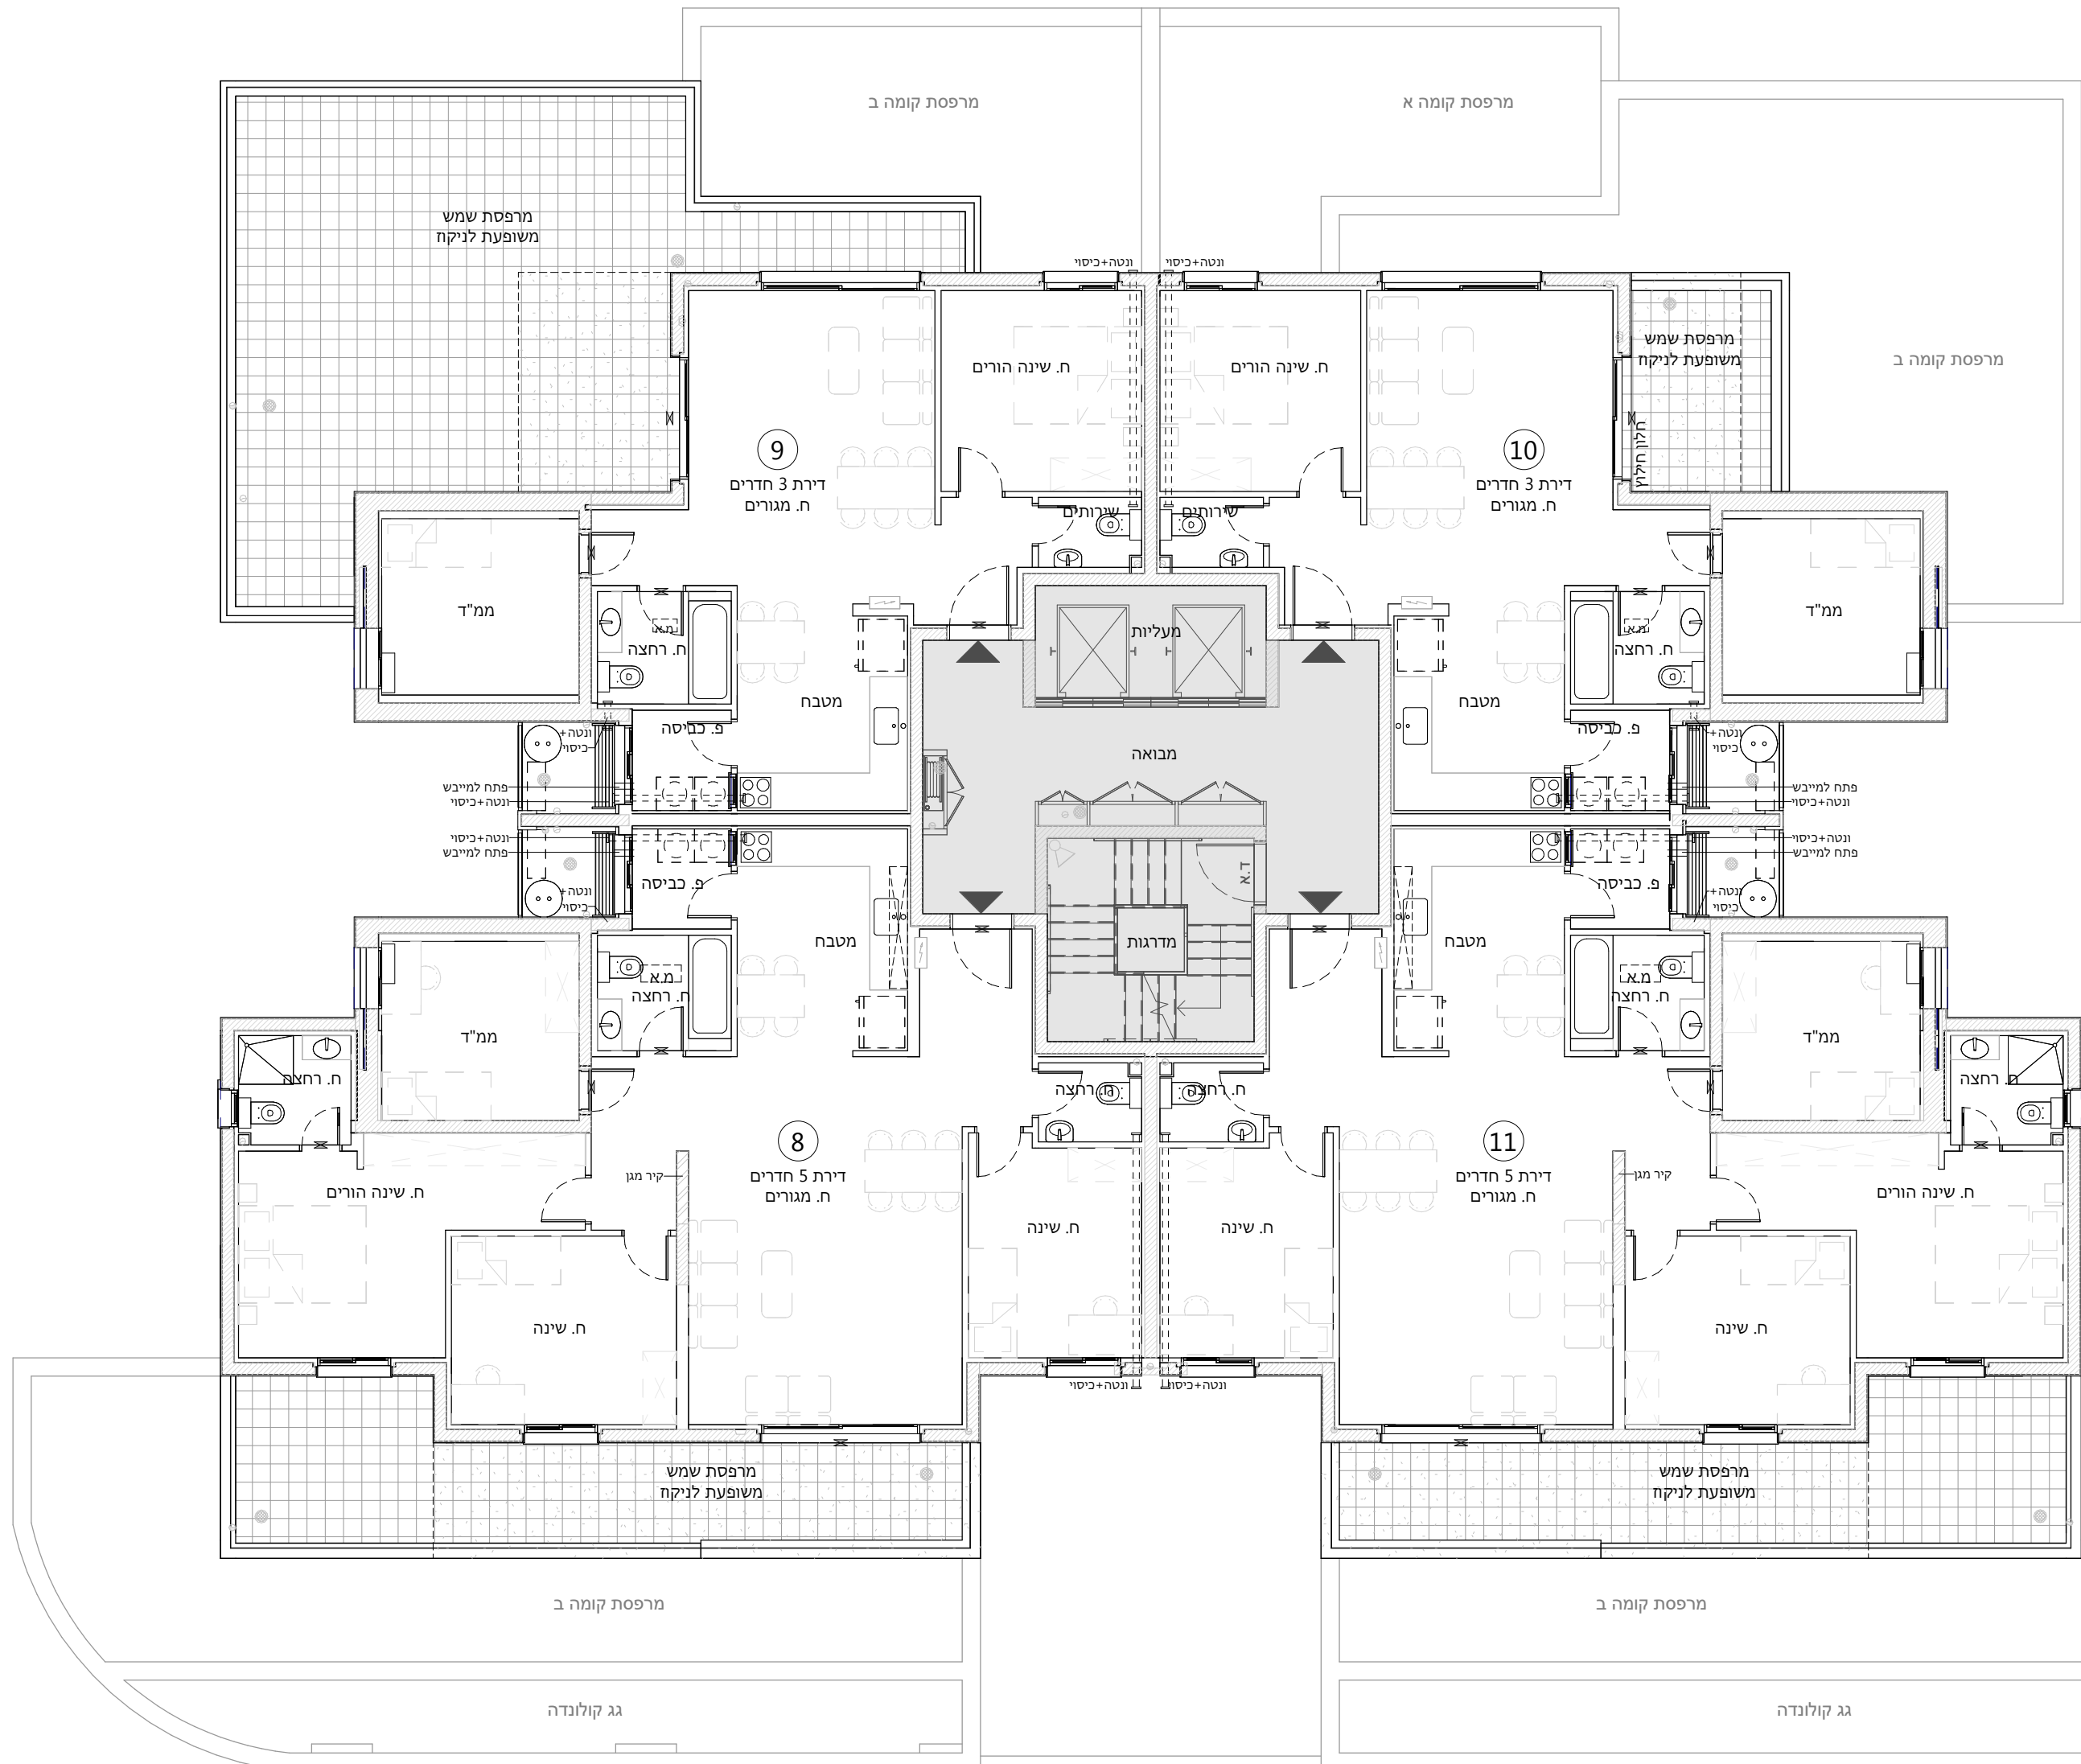 מרפסת קומה ב
מרפסת קומה א
מרפסת שמש
משופעת לניקוז
ונטה+כיסוי
ונטה+כיסוי
מרפסת שמש
משופעת לניקוז
מרפסת קומה ב
ח. שינה הורים
ח. שינה הורים
חלון חילוץ
9
דירת 3 חדרים
ח. מגורים
10
דירת 3 חדרים
ח. מגורים
שירותים
שירותים
ממ"ד
מ.א
ח. רחצה
מעליות
מ.א
ח. רחצה
ממ"ד
מטבח
מטבח
פ. כביסה
פ. כביסה
ונטה+
כיסוי
ונטה+
כיסוי
מבואה
פתח למייבש
ונטה+כיסוי
פתח למייבש
ונטה+כיסוי
ונטה+כיסוי
פתח למייבש
ונטה+כיסוי
פתח למייבש
פ. כביסה
פ. כביסה
ונטה+
כיסוי
ונטה+
כיסוי
ד.א
מטבח
מדרגות
מטבח
מ.א
ח. רחצה
מ.א
ח. רחצה
ממ"ד
ממ"ד
ח. רחצה
ח. רחצה
ח. רחצה
ח. רחצה
8
דירת 5 חדרים
ח. מגורים
11
דירת 5 חדרים
ח. מגורים
קיר מגן
קיר מגן
ח. שינה הורים
ח. שינה הורים
ח. שינה
ח. שינה
ח. שינה
ח. שינה
ונטה+כיסוי
ונטה+כיסוי
מרפסת שמש
משופעת לניקוז
מרפסת שמש
משופעת לניקוז
מרפסת קומה ב
מרפסת קומה ב
גג קולונדה
גג קולונדה